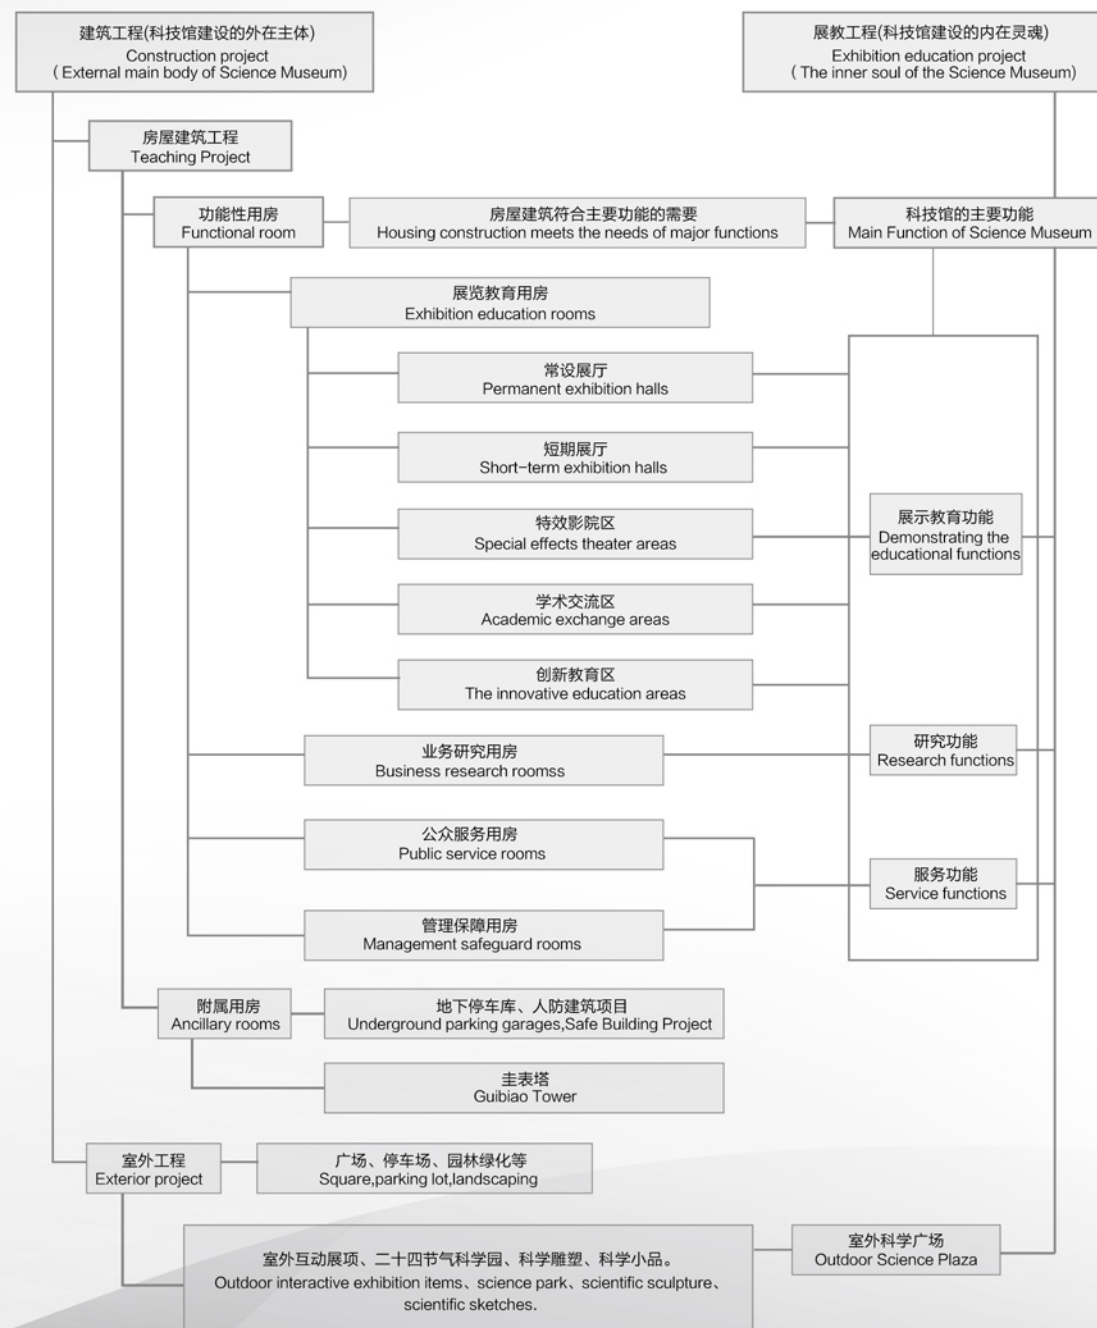 建筑工程(科技馆建设的外在主体)
Construction project
( External main body of Science Museum)
展教工程(科技馆建设的内在灵魂)
Exhibition education project
( The inner soul of the Science Museum)
房屋建筑工程
Teaching Project
功能性用房
Functional room
房屋建筑符合主要功能的需要
Housing construction meets the needs of major functions
科技馆的主要功能
Main Function of Science Museum
展览教育用房
Exhibition education rooms
常设展厅
Permanent exhibition halls
短期展厅
Short-term exhibition halls
特效影院区
Special effects theater areas
展示教育功能
Demonstrating the
educational functions
学术交流区
Academic exchange areas
创新教育区
The innovative education areas
业务研究用房
Business research roomss
研究功能
Research functions
公众服务用房
Public service rooms
服务功能
Service functions
管理保障用房
Management safeguard rooms
附属用房
Ancillary rooms
地下停车库、人防建筑项目
Underground parking garages,Safe Building Project
圭表塔
Guibiao Tower
室外工程
Exterior project
广场、停车场、园林绿化等
Square,parking lot,landscaping
室外互动展项、二十四节气科学园、科学雕塑、科学小品。
Outdoor interactive exhibition items、science park、scientific sculpture、
scientific sketches.
室外科学广场
Outdoor Science Plaza